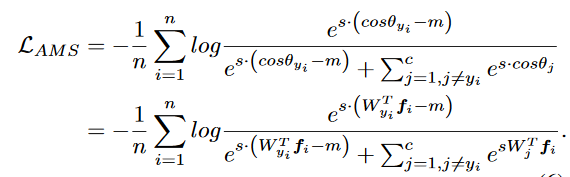 \mathcal{L}_{AMS} = -\frac{1}{n} \sum_{i=1}^{n} log \frac{e^{s \cdot (cos\theta_{y_i} - m)}}{e^{s \cdot (cos\theta_{y_i} - m)} + \sum_{j=1, j \neq y_i}^{c} e^{s \cdot cos\theta_j}}
= -\frac{1}{n} \sum_{i=1}^{n} log \frac{e^{s \cdot (W_{y_i}^T \boldsymbol{f}_i - m)}}{e^{s \cdot (W_{y_i}^T \boldsymbol{f}_i - m)} + \sum_{j=1, j \neq y_i}^{c} e^{s W_j^T \boldsymbol{f}_i}}.